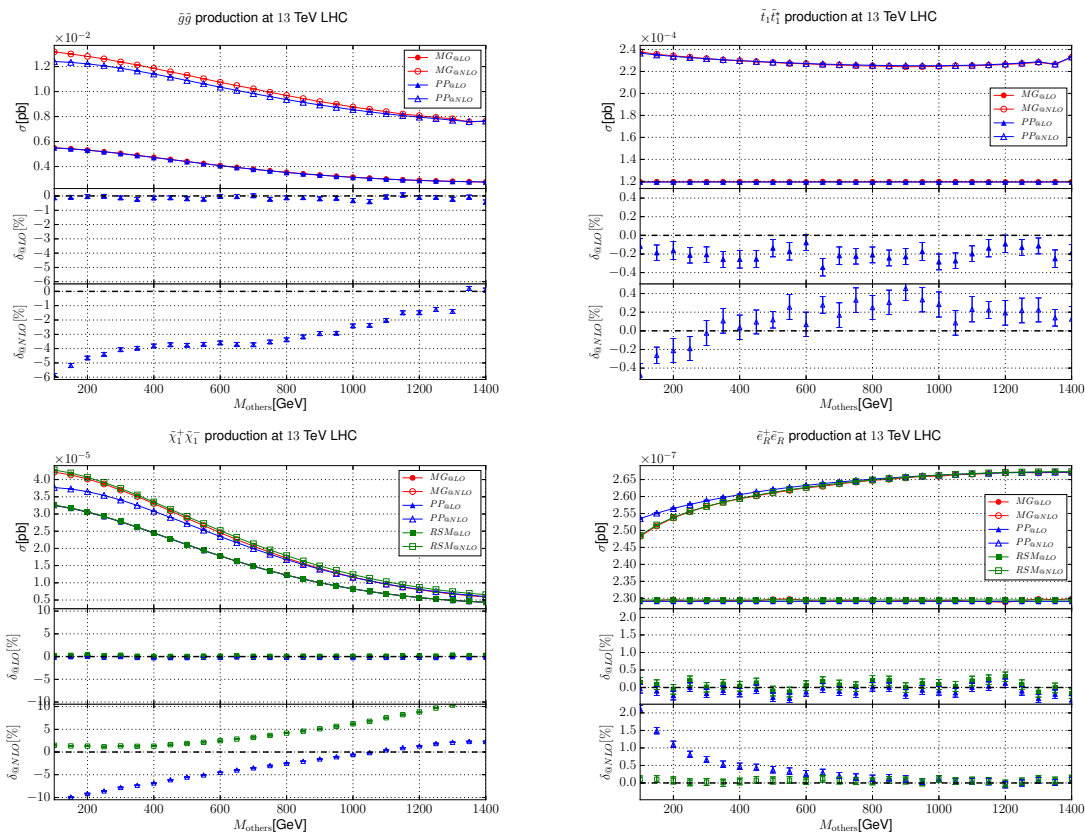 g̃g̃ production at 13 TeV LHC
×10⁻²
1.2
0.8
0.4
σ[pb]
MG@LO
MG@NLO
PP@LO
PP@NLO
0
−1
−2
−3
−4
−5
−6
δ@LO[%]
0
−1
−2
−3
−4
−5
−6
δ@NLO[%]
200 400 600 800 1000 1200 1400
M_others[GeV]
t̃₁t̃₁* production at 13 TeV LHC
×10⁻⁴
2.4
2.2
2.0
1.8
1.6
1.4
1.2
σ[pb]
MG@LO
MG@NLO
PP@LO
PP@NLO
0.4
0.2
0.0
−0.2
−0.4
δ@LO[%]
0.4
0.2
0.0
−0.2
−0.4
δ@NLO[%]
200 400 600 800 1000 1200 1400
M_others[GeV]
χ̃₁⁺χ̃₁⁻ production at 13 TeV LHC
×10⁻⁵
4.0
3.5
3.0
2.5
2.0
1.5
1.0
0.5
σ[pb]
MG@LO
MG@NLO
PP@LO
PP@NLO
RSM@LO
RSM@NLO
10
5
0
−5
−10
δ@LO[%]
10
5
0
−5
−10
δ@NLO[%]
200 400 600 800 1000 1200 1400
M_others[GeV]
ẽ_R⁺ẽ_R⁻ production at 13 TeV LHC
×10⁻⁷
2.65
2.60
2.55
2.50
2.45
2.40
2.35
2.30
σ[pb]
MG@LO
MG@NLO
PP@LO
PP@NLO
RSM@LO
RSM@NLO
2.0
1.5
1.0
0.5
0.0
δ@LO[%]
2.0
1.5
1.0
0.5
0.0
δ@NLO[%]
200 400 600 800 1000 1200 1400
M_others[GeV]